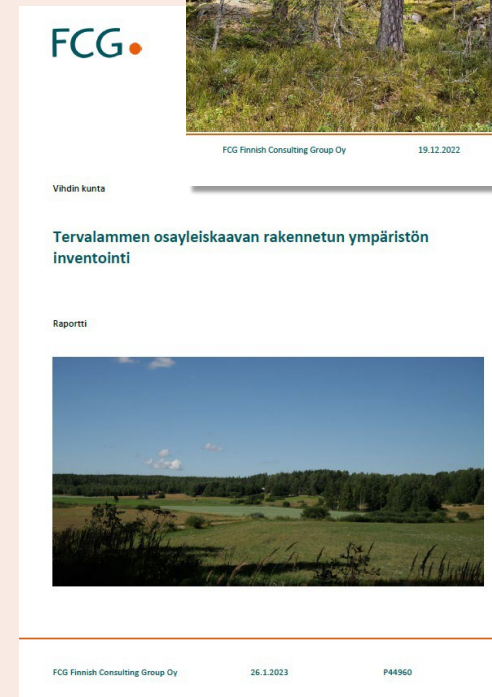 FCG
FCG Finnish Consulting Group Oy 19.12.2022
Vihdin kunta
Tervalammen osayleiskaavan rakennetun ympäristön
inventointi
Raportti
FCG Finnish Consulting Group Oy 26.1.2023 P44960